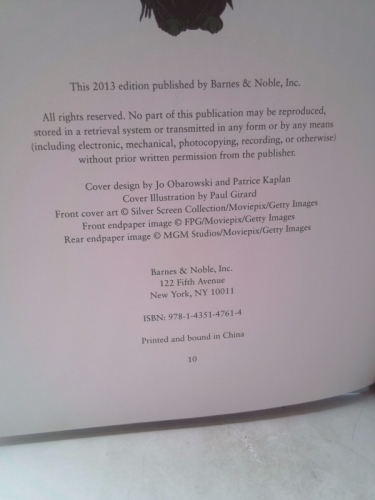 This 2013 edition published by Barnes & Noble, Inc.
All rights reserved. No part of this publication may be reproduced,
stored in a retrieval system or transmitted in any form or by any means
(including electronic, mechanical, photocopying, recording, or otherwise)
without prior written permission from the publisher.
Cover design by Jo Obarowski and Patrice Kaplan
Cover Illustration by Paul Girard
Front cover art © Silver Screen Collection/Moviepix/Getty Images
Front endpaper image © FPG/Moviepix/Getty Images
Rear endpaper image © MGM Studios/Moviepix/Getty Images
Barnes & Noble, Inc.
122 Fifth Avenue
New York, NY 10011
ISBN: 978-1-4351-4761-4
Printed and bound in China
10